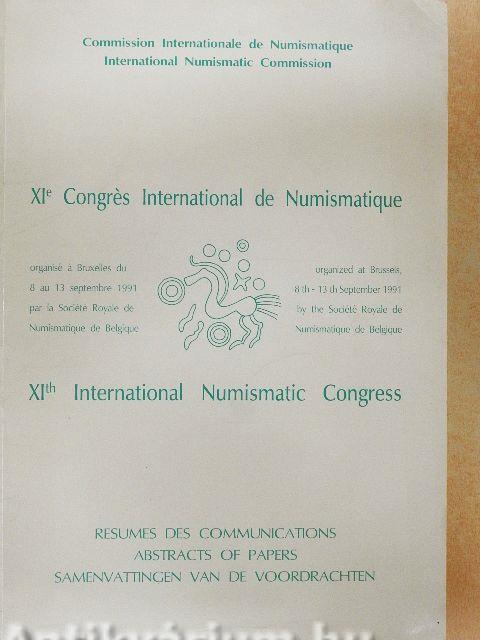 Commission Internationale de Numismatique
International Numismatic Commission
XIe Congrès International de Numismatique
organisé à Bruxelles du
8 au 13 septembre 1991
par la Société Royale de
Numismatique de Belgique
organized at Brusseis,
8 th - 13 th September 1991
by the Société Royale de
Numismatique de Belgique
XIth International Numismatic Congress
RESUMES DES COMMUNICATIONS
ABSTRACTS OF PAPERS
SAMENVATTINGEN VAN DE VOORDRACHTEN
Antikvárium.hu